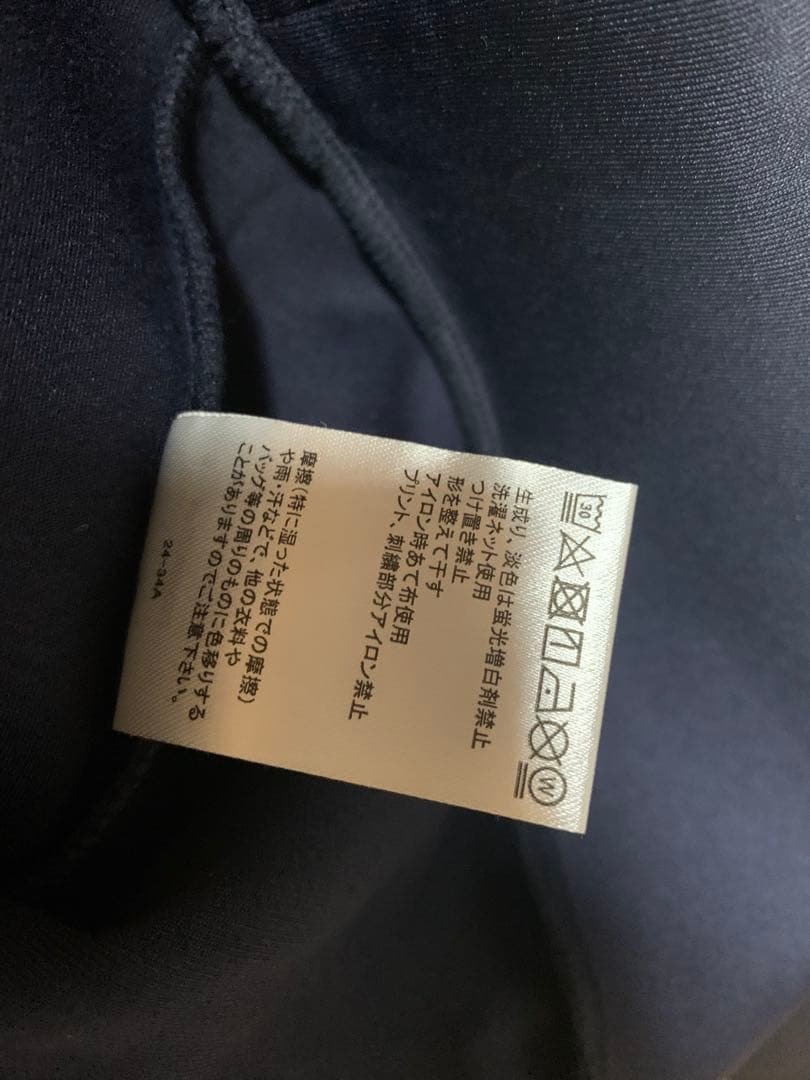 30
W
生成り、淡色は蛍光増白剤禁止
洗濯ネット使用
つけ置き禁止
形を整えて干す
アイロン時あて布使用
プリント、刺繍部分アイロン禁止
摩擦(特に湿った状態での摩擦)
や雨・汗などで、他の衣料や
バッグ等の周りのものに色移りする
ことがありますのでご注意下さい。
24-94A